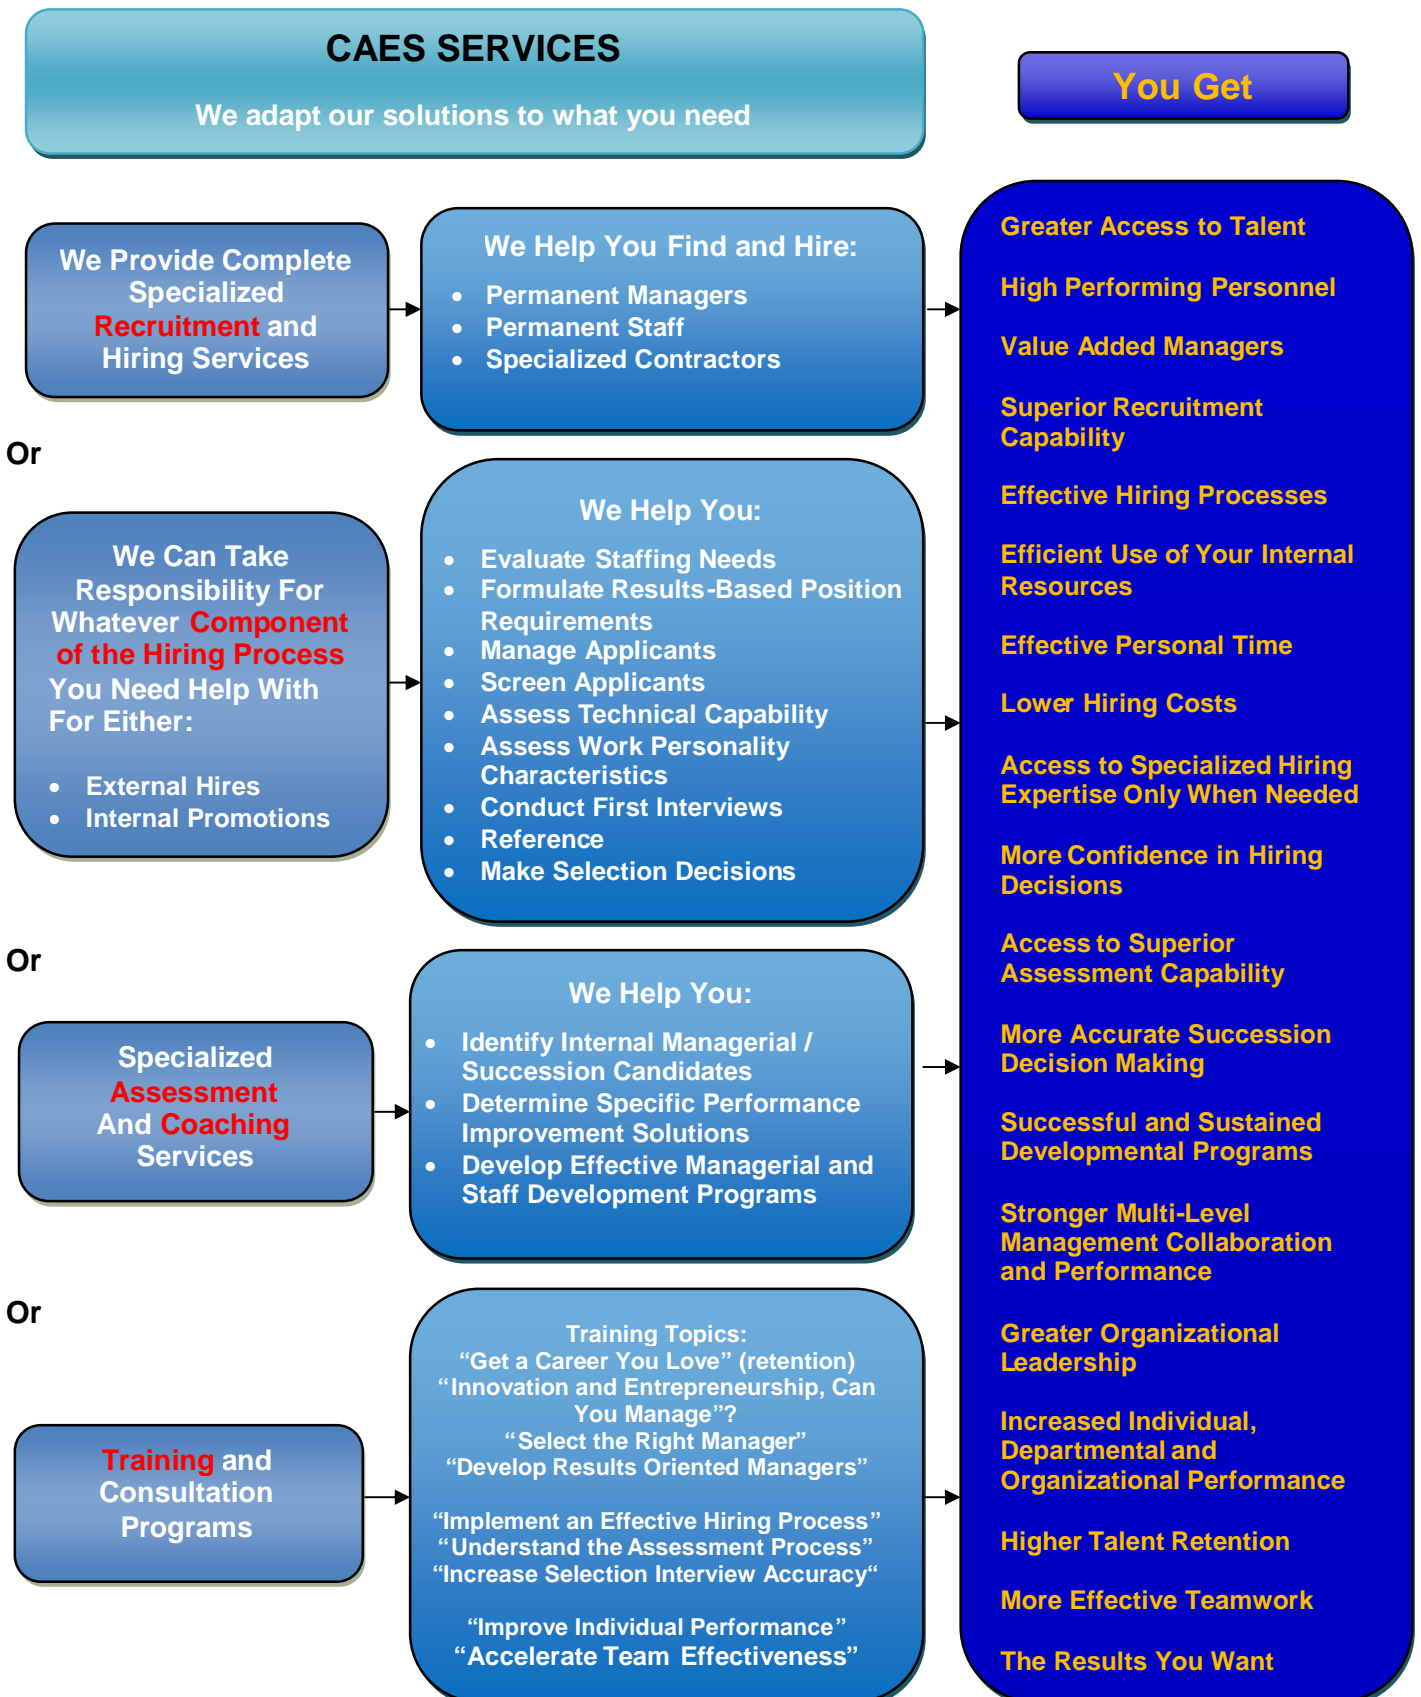 CAES SERVICES
We adapt our solutions to what you need
You Get
We Provide Complete
Specialized
Recruitment and
Hiring Services
We Help You Find and Hire:
• Permanent Managers
• Permanent Staff
• Specialized Contractors
Or
We Can Take
Responsibility For
Whatever Component
of the Hiring Process
You Need Help With
For Either:
• External Hires
• Internal Promotions
We Help You:
• Evaluate Staffing Needs
• Formulate Results-Based Position
Requirements
• Manage Applicants
• Screen Applicants
• Assess Technical Capability
• Assess Work Personality
Characteristics
• Conduct First Interviews
• Reference
• Make Selection Decisions
Or
Specialized
Assessment
And Coaching
Services
We Help You:
• Identify Internal Managerial /
Succession Candidates
• Determine Specific Performance
Improvement Solutions
• Develop Effective Managerial and
Staff Development Programs
Or
Training and
Consultation
Programs
Training Topics:
“Get a Career You Love” (retention)
“Innovation and Entrepreneurship, Can
You Manage”?
“Select the Right Manager”
“Develop Results Oriented Managers”
“Implement an Effective Hiring Process”
“Understand the Assessment Process”
“Increase Selection Interview Accuracy“
“Improve Individual Performance”
“Accelerate Team Effectiveness”
Greater Access to Talent
High Performing Personnel
Value Added Managers
Superior Recruitment
Capability
Effective Hiring Processes
Efficient Use of Your Internal
Resources
Effective Personal Time
Lower Hiring Costs
Access to Specialized Hiring
Expertise Only When Needed
More Confidence in Hiring
Decisions
Access to Superior
Assessment Capability
More Accurate Succession
Decision Making
Successful and Sustained
Developmental Programs
Stronger Multi-Level
Management Collaboration
and Performance
Greater Organizational
Leadership
Increased Individual,
Departmental and
Organizational Performance
Higher Talent Retention
More Effective Teamwork
The Results You Want